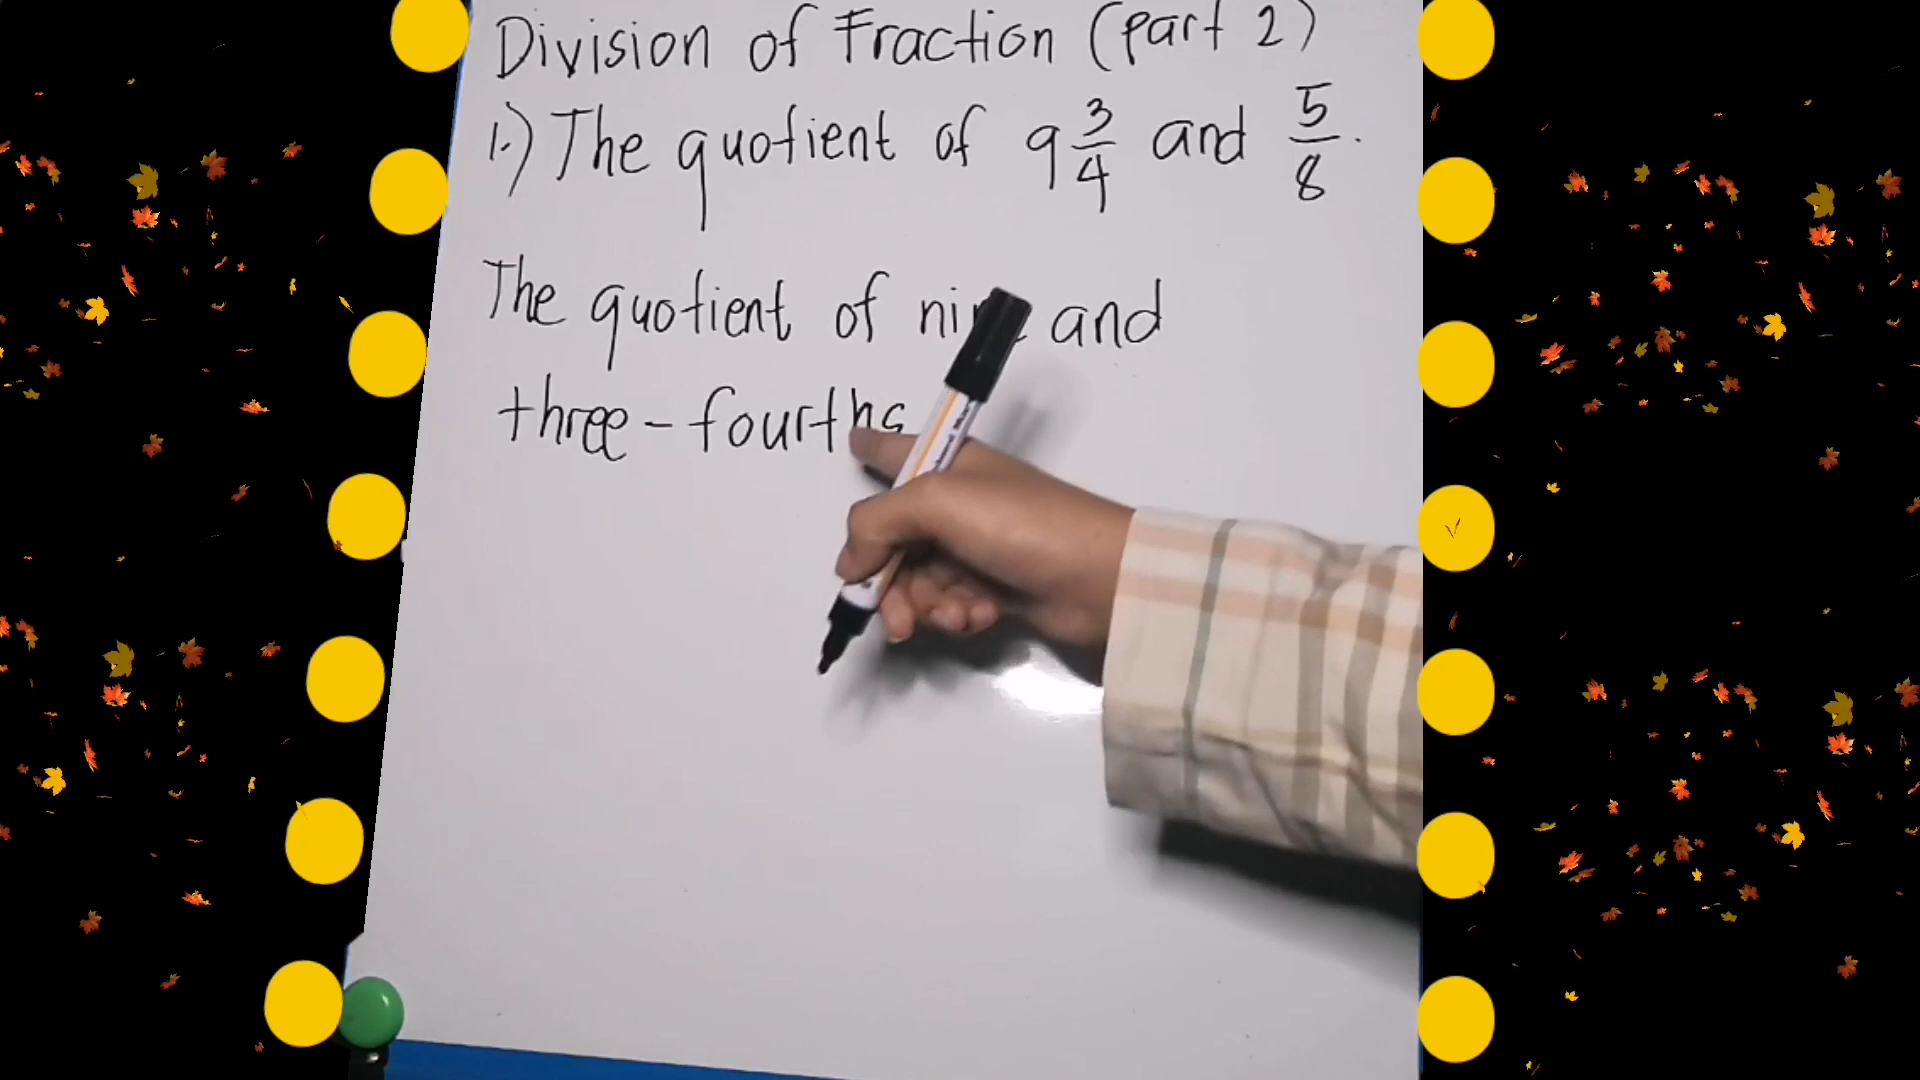 Division of Fraction (part 2)
1.) The quotient of 9 3/4 and 5/8.
The quotient of and
three-fourths